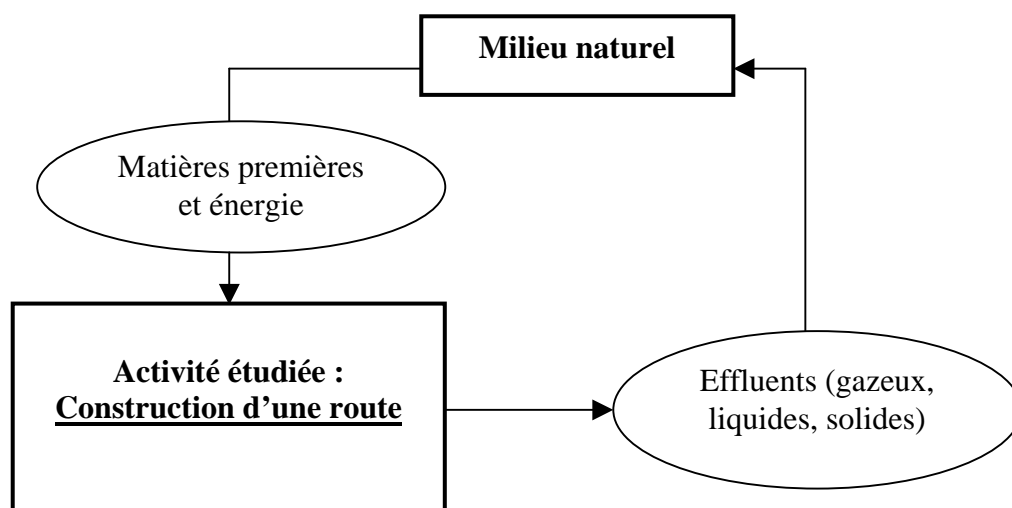 Milieu naturel
Matières premières
et énergie
Activité étudiée :
Construction d’une route
Effluents (gazeux,
liquides, solides)